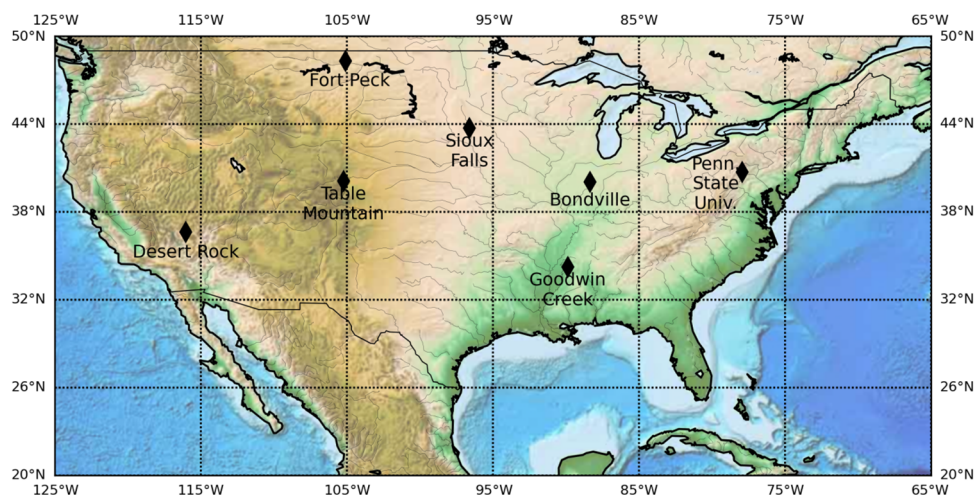 125°W 115°W 105°W 95°W 85°W 75°W 65°W
50°N 50°N
Fort Peck
44°N 44°N
Sioux
Falls
Penn
State
Univ.
Table
Mountain
Bondville
38°N 38°N
Desert Rock
Goodwin
Creek
32°N 32°N
26°N 26°N
20°N 20°N
125°W 115°W 105°W 95°W 85°W 75°W 65°W